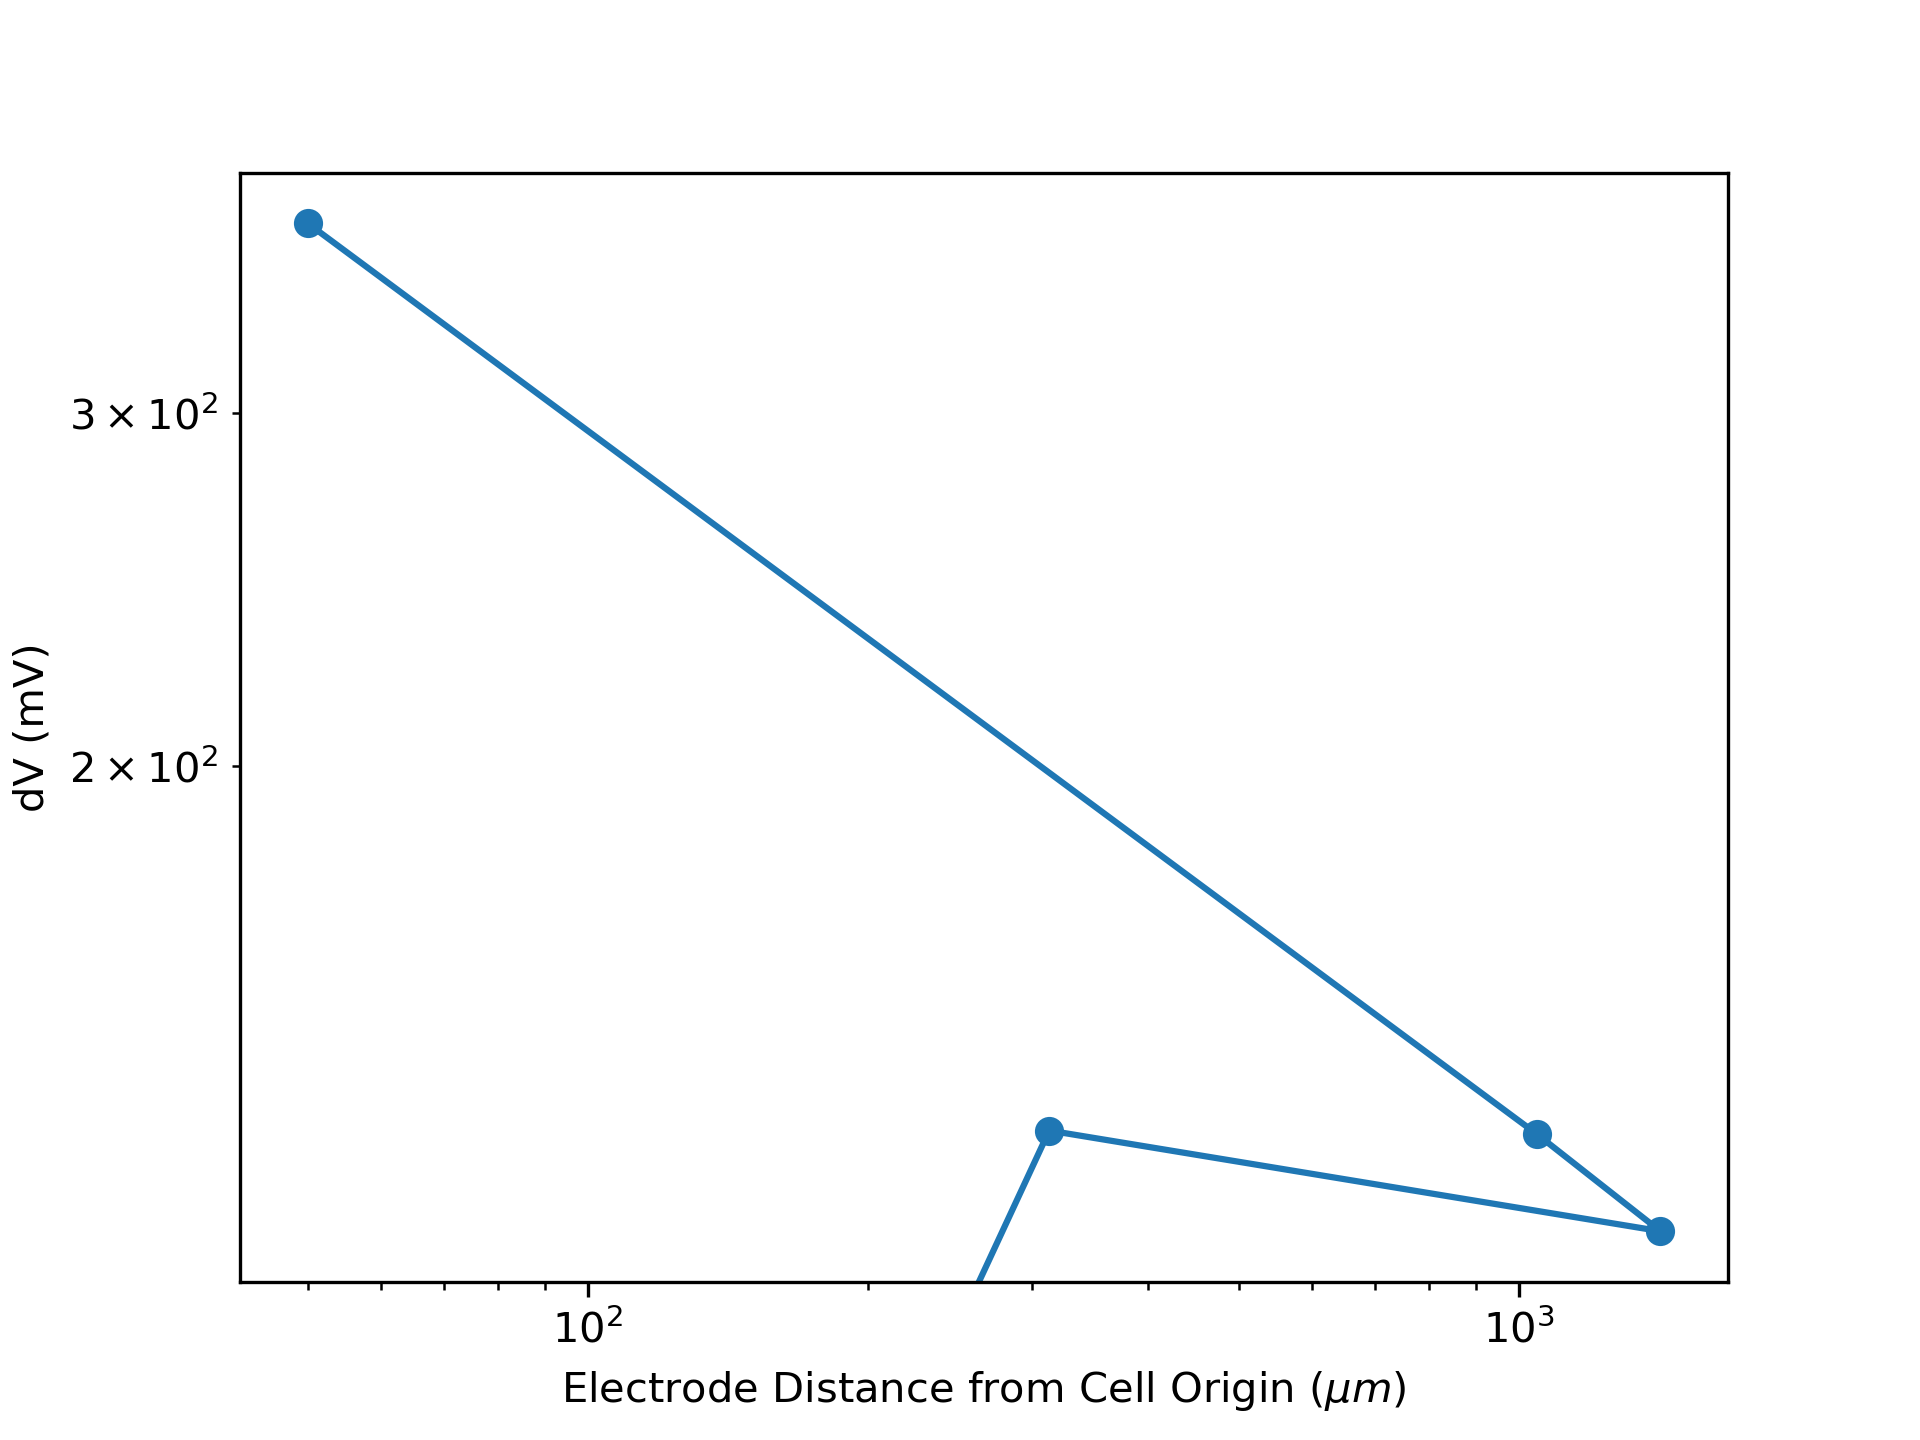 3 × 10²
2 × 10²
dV (mV)
10²
10³
Electrode Distance from Cell Origin (μm)